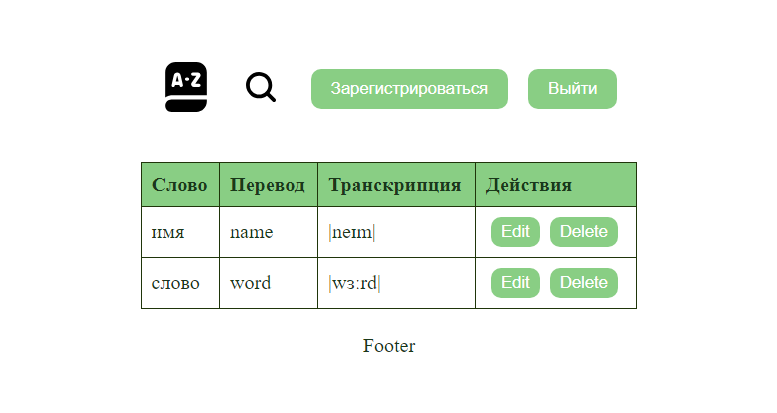 A·Z
Зарегистрироваться Выйти
Слово Перевод Транскрипция Действия
имя name |neɪm| Edit Delete
слово word |wɜːrd| Edit Delete
Footer